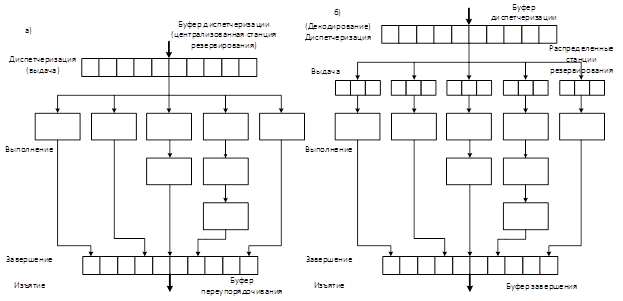 а)
Буфер диспетчеризации
(централизованная станция
резервирования)
Диспетчеризация
(выдача)
Выполнение
Завершение
Изъятие
Буфер
переупорядочивания
б)
(Декодирование)
Диспетчеризация
Буфер
диспетчеризации
Распределенные
станции
резервирования
Выдача
Выполнение
Завершение
Изъятие
Буфер завершения